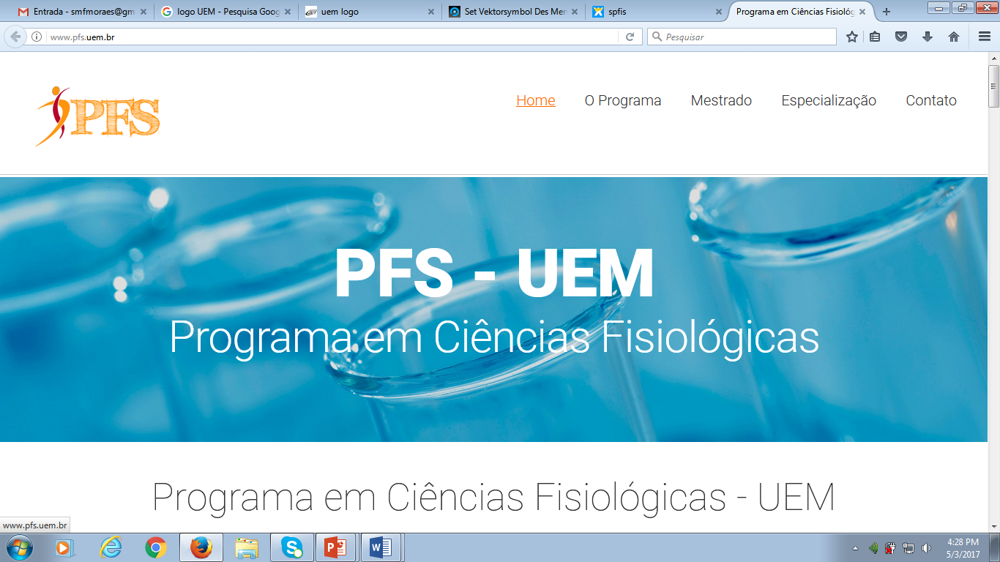 Entrada - smfmoraes@gm
logo UEM - Pesquisa Goog
uem logo
Set Vektorsymbol Des Men
spfis
Programa em Ciências Fisiológ
www.pfs.uem.br
Pesquisar
PFS
Home
O Programa
Mestrado
Especialização
Contato
PFS - UEM
Programa em Ciências Fisiológicas
Programa em Ciências Fisiológicas - UEM
www.pfs.uem.br
4:28 PM
5/3/2017